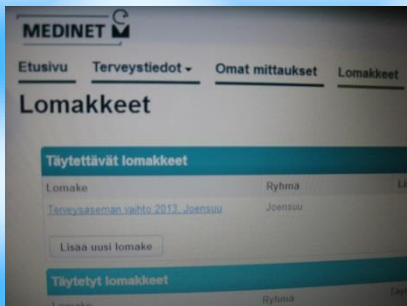 MEDINET
Etusivu Terveystiedot Omat mittaukset Lomakkeet
Lomakkeet
Täytettävät lomakkeet
Lomake Ryhmä
Terveysaseman vaihto 2013, Joensuu Joensuu
Lisää uusi lomake
Täytetyt lomakkeet
Lomake Ryhmä